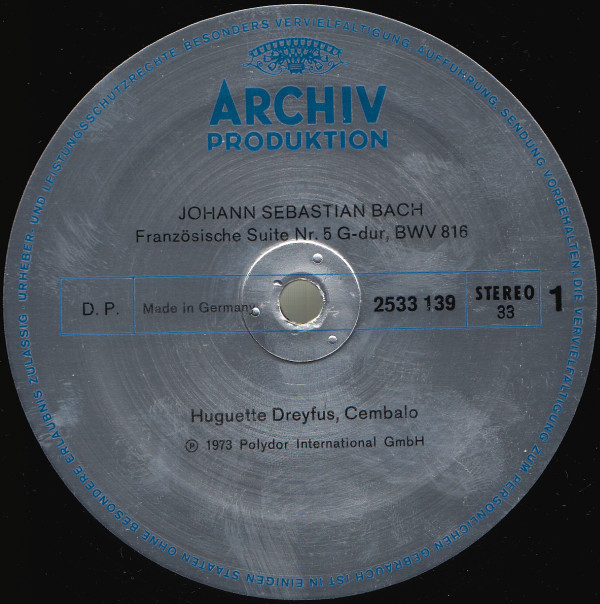 ARCHIV
PRODUKTION
JOHANN SEBASTIAN BACH
Französische Suite Nr. 5 G-dur, BWV 816
D. P.
Made in Germany
2533 139
STEREO
33
1
Huguette Dreyfus, Cembalo
Ⓟ 1973 Polydor International GmbH
URHEBER- UND LEISTUNGSSCHUTZRECHTE BESONDERS VERVIELFÄLTIGUNG, AUFFÜHRUNG, SENDUNG VORBEHALTEN, DIE VERVIELFÄLTIGUNG ZUM PERSÖNLICHEN GEBRAUCH IST IN EINIGEN STAATEN OHNE BESONDERE ERLAUBNIS ZULÄSSIG